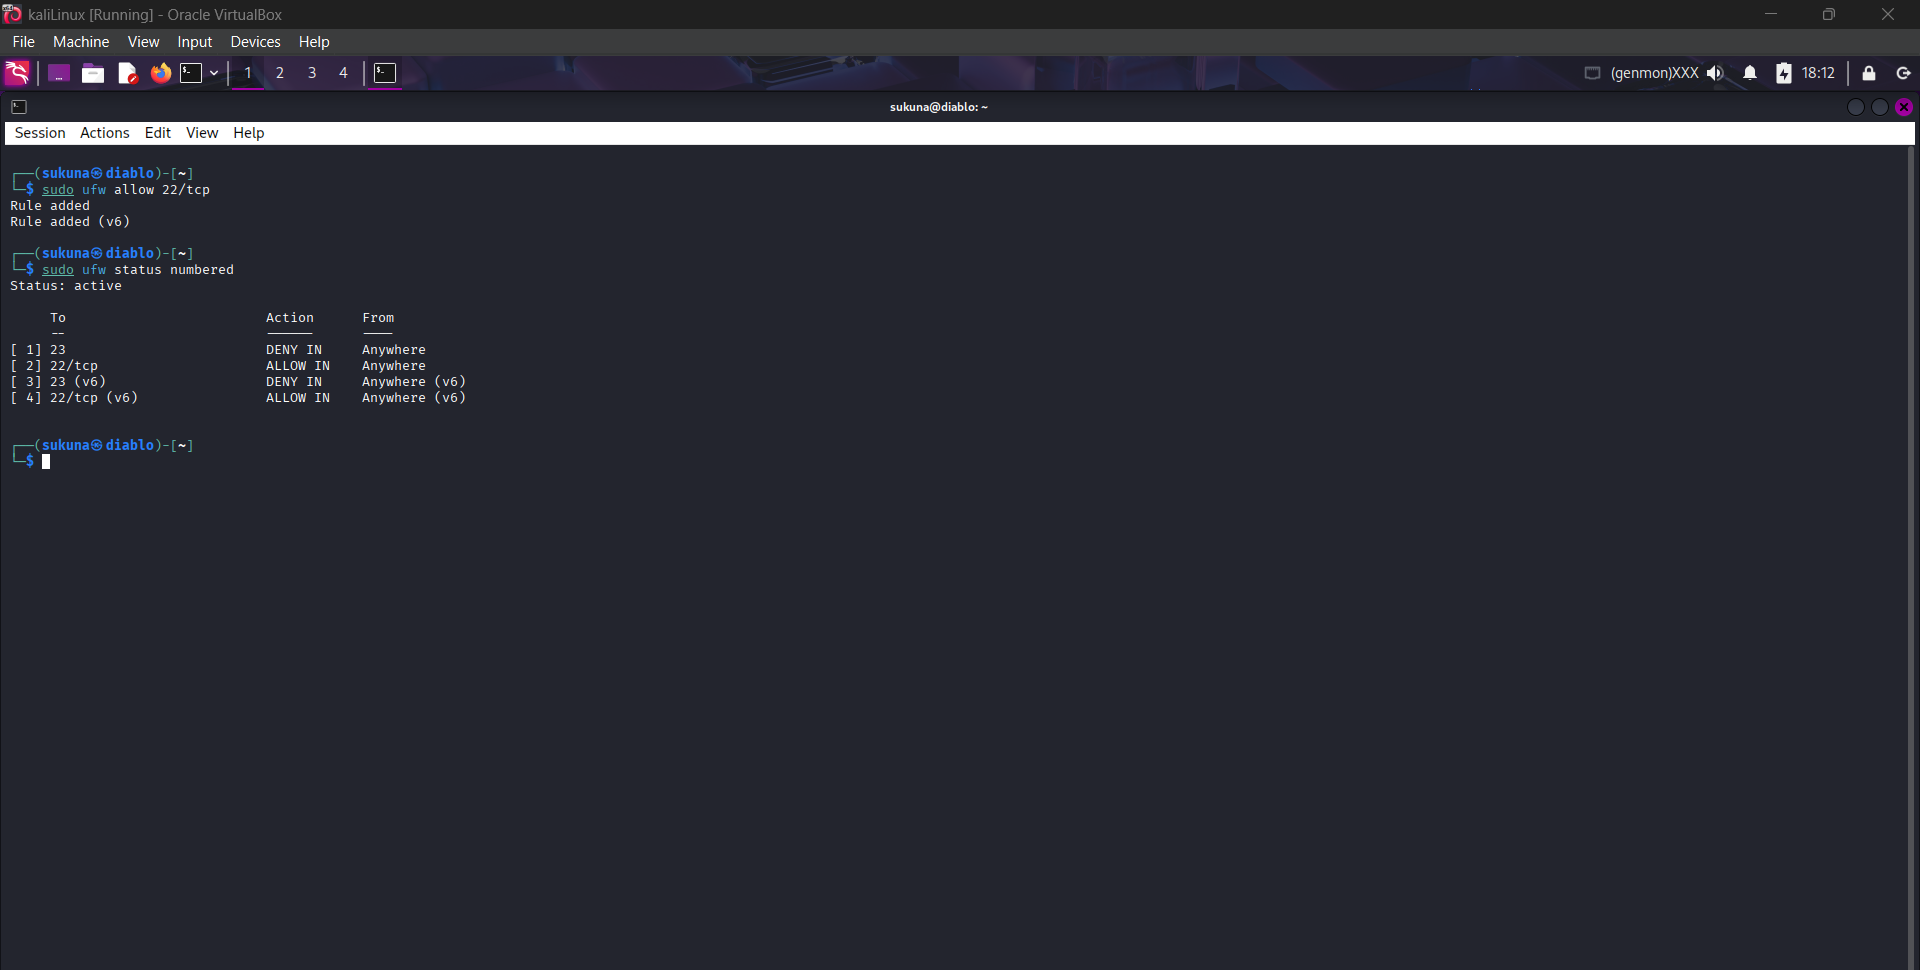 kaliLinux [Running] - Oracle VirtualBox
File Machine View Input Devices Help
1 2 3 4 (genmon)XXX 18:12
sukuna@diablo: ~
Session Actions Edit View Help
┌──(sukuna㉿diablo)-[~]
└─$ sudo ufw allow 22/tcp
Rule added
Rule added (v6)
┌──(sukuna㉿diablo)-[~]
└─$ sudo ufw status numbered
Status: active
To Action From
-- ------ ----
[ 1] 23 DENY IN Anywhere
[ 2] 22/tcp ALLOW IN Anywhere
[ 3] 23 (v6) DENY IN Anywhere (v6)
[ 4] 22/tcp (v6) ALLOW IN Anywhere (v6)
┌──(sukuna㉿diablo)-[~]
└─$